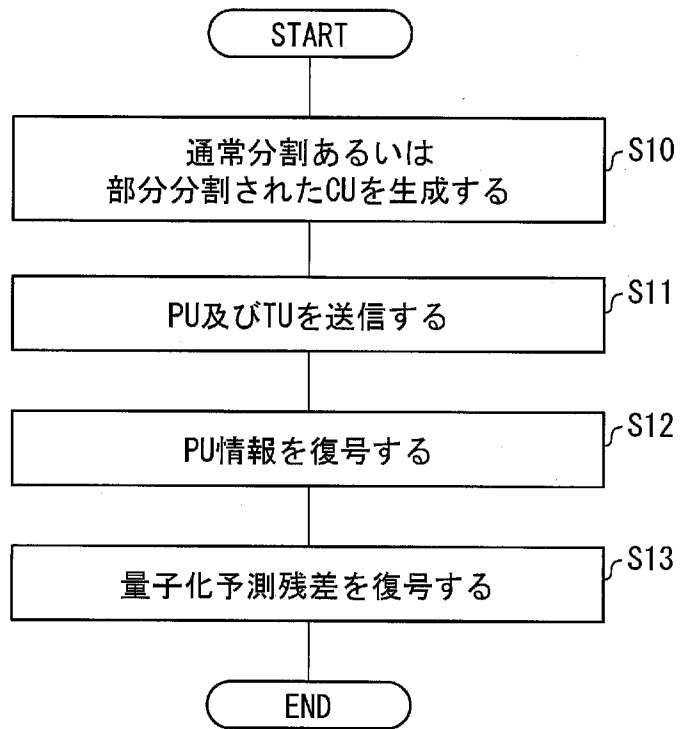 START
通常分割あるいは
部分分割されたCUを生成する
S10
PU及びTUを送信する
S11
PU情報を復号する
S12
量子化予測残差を復号する
S13
END